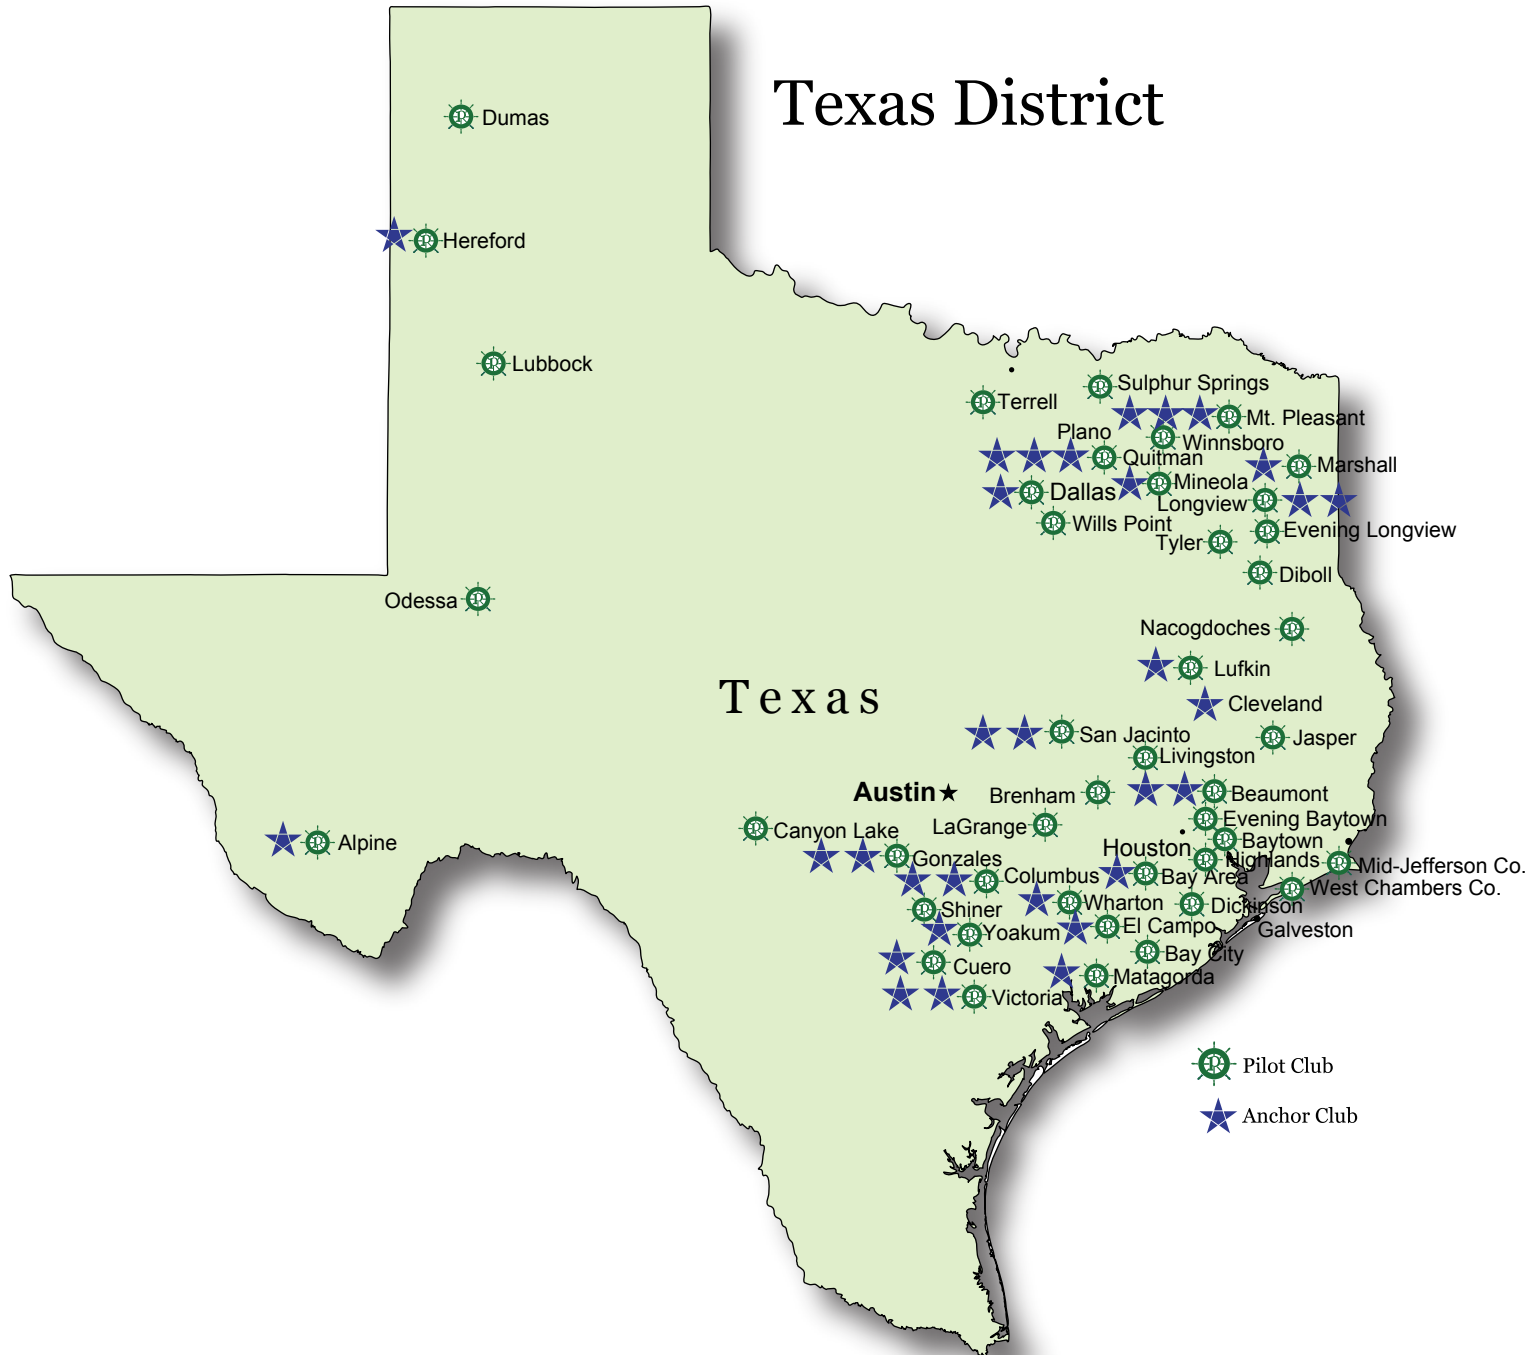 Texas District
Dumas
Hereford
Lubbock
Sulphur Springs
Terrell
Mt. Pleasant
Plano
Winnsboro
Quitman
Marshall
Mineola
Dallas
Longview
Wills Point
Evening Longview
Tyler
Diboll
Odessa
Nacogdoches
Lufkin
Texas
Cleveland
San Jacinto
Jasper
Livingston
Austin
Brenham
Beaumont
Evening Baytown
LaGrange
Canyon Lake
Baytown
Alpine
Houston
Gonzales
Highlands
Mid-Jefferson Co.
Columbus
Bay Area
West Chambers Co.
Wharton
Dickinson
Shiner
El Campo
Galveston
Yoakum
Bay City
Cuero
Matagorda
Victoria
Pilot Club
Anchor Club